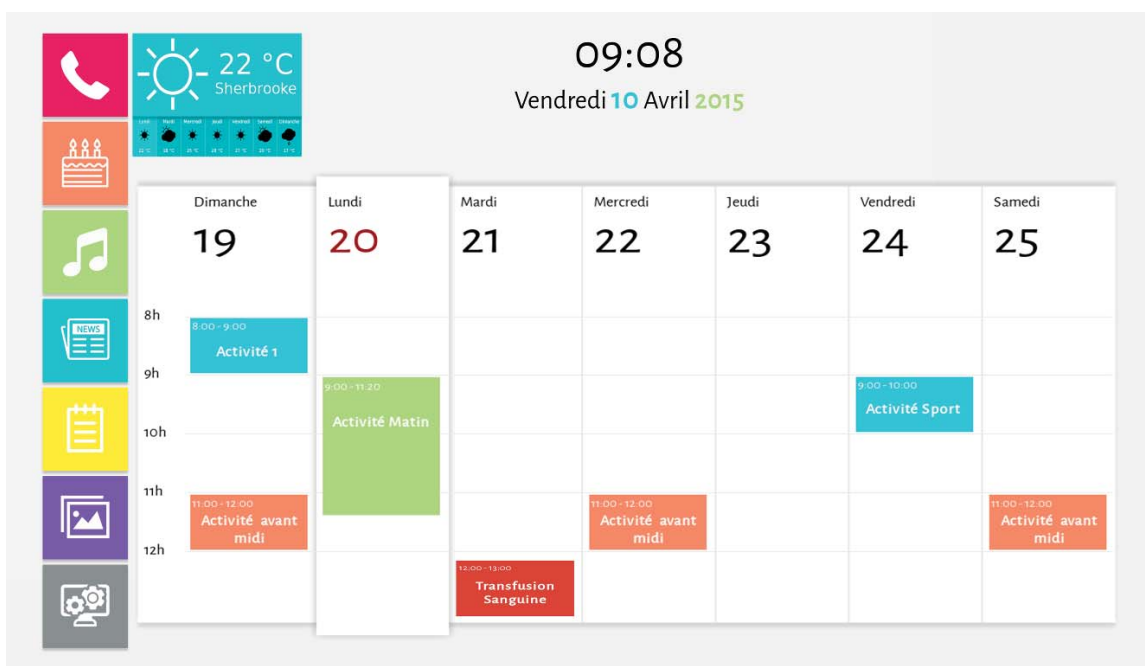 22 °C
Sherbrooke
09:08
Vendredi 10 Avril 2015
NEWS
Dimanche Lundi Mardi Mercredi Jeudi Vendredi Samedi
19 20 21 22 23 24 25
8h
8:00 - 9:00
Activité 1
9h
9:00 - 11:20
9:00 - 10:00
Activité Matin
Activité Sport
10h
11h
11:00 - 12:00
11:00 - 12:00
11:00 - 12:00
Activité avant
midi
Activité avant
midi
Activité avant
midi
12h
12:00 - 13:00
Transfusion
Sanguine